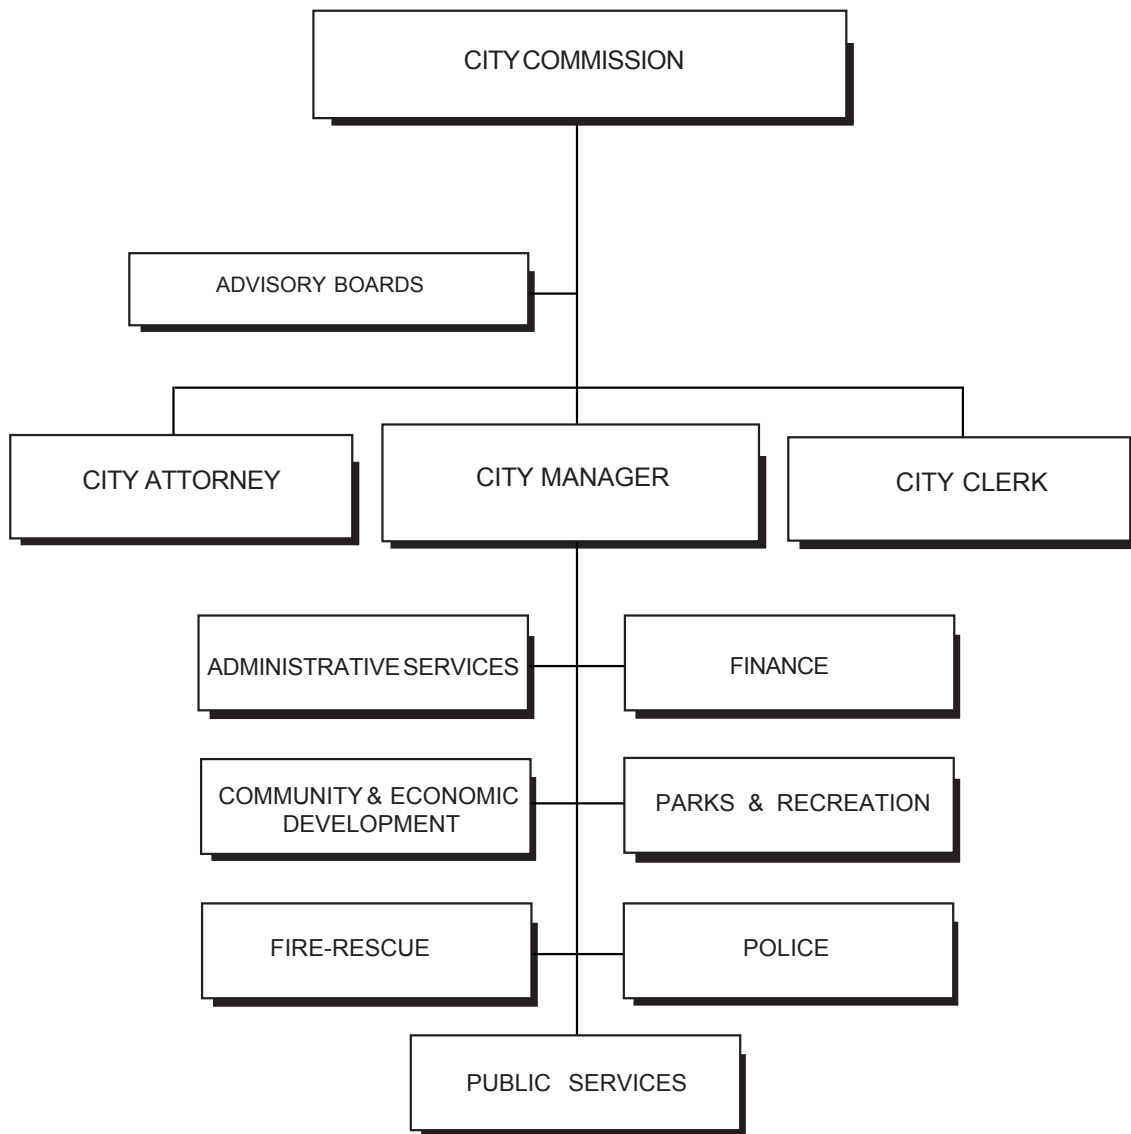 CITY COMMISSION
ADVISORY BOARDS
CITY ATTORNEY
CITY MANAGER
CITY CLERK
ADMINISTRATIVE SERVICES
FINANCE
COMMUNITY & ECONOMIC
DEVELOPMENT
PARKS & RECREATION
FIRE-RESCUE
POLICE
PUBLIC SERVICES